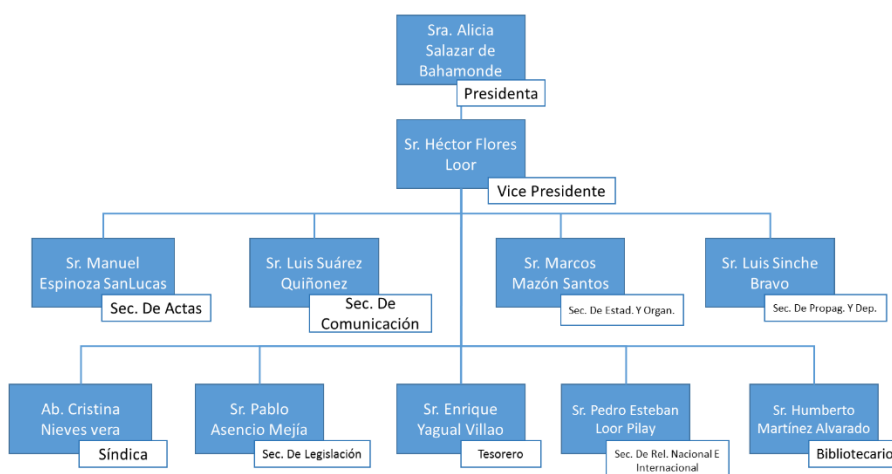 Sra. Alicia
Salazar de
Bahamonde
Presidenta
Sr. Héctor Flores
Loor
Vice Presidente
Sr. Manuel
Espinoza SanLucas
Sec. De Actas
Sr. Luis Suárez
Quiñonez
Sec. De
Comunicación
Sr. Marcos
Mazón Santos
Sec. De Estad. Y Organ.
Sr. Luis Sinche
Bravo
Sec. De Propag. Y Dep.
Ab. Cristina
Nieves vera
Síndica
Sr. Pablo
Asencio Mejía
Sec. De Legislación
Sr. Enrique
Yagual Villao
Tesorero
Sr. Pedro Esteban
Loor Pilay
Sec. De Rel. Nacional E
Internacional
Sr. Humberto
Martínez Alvarado
Bibliotecario